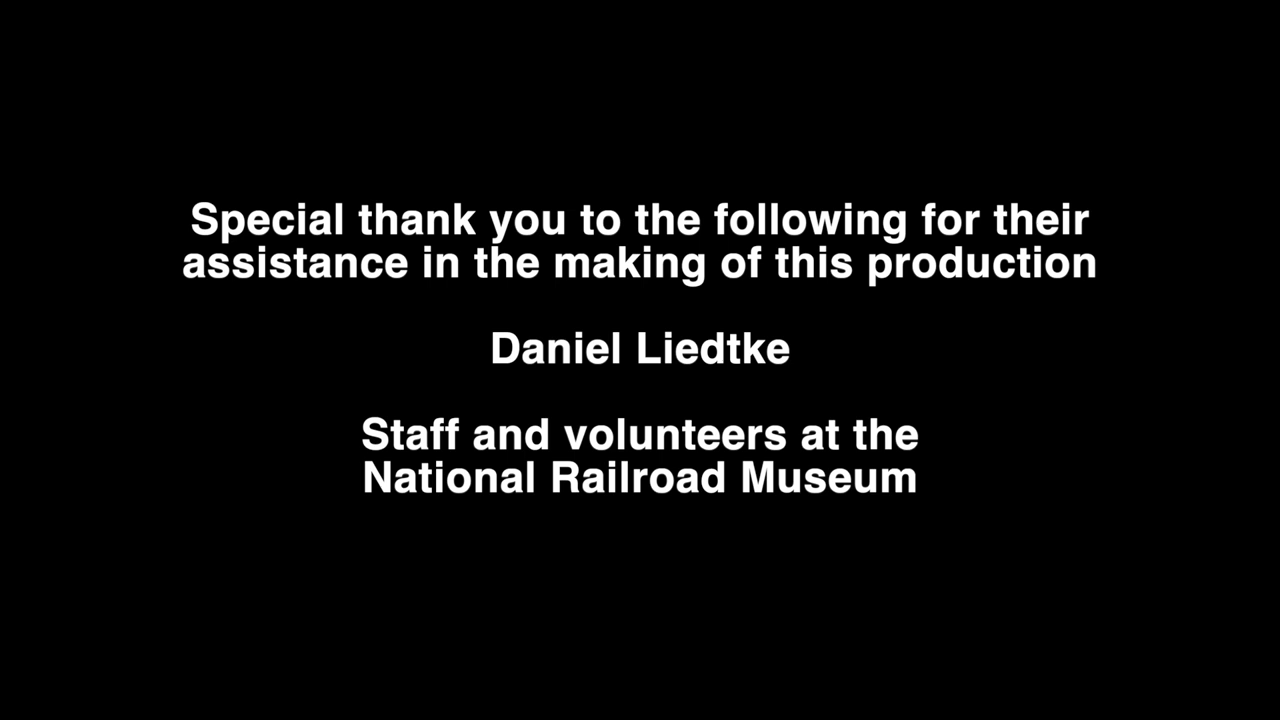 Special thank you to the following for their
assistance in the making of this production
Daniel Liedtke
Staff and volunteers at the
National Railroad Museum